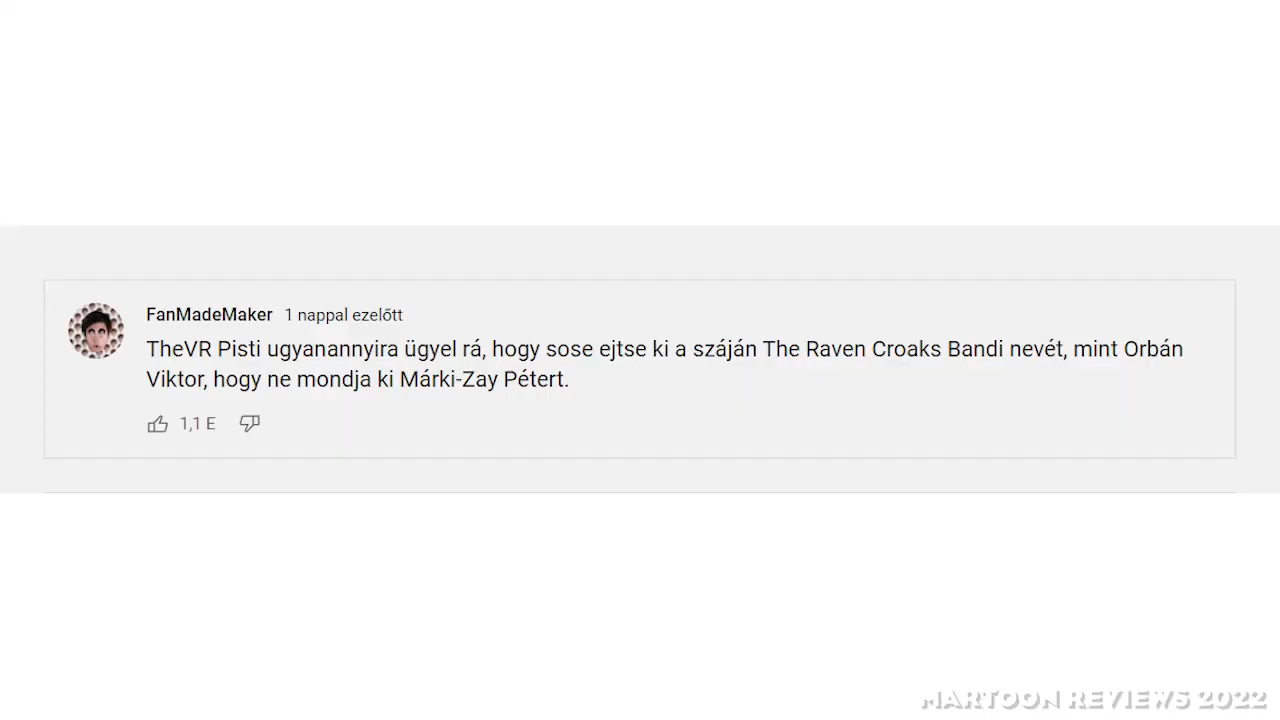 FanMadeMaker 1 nappal ezelőtt
TheVR Pisti ugyanannyira ügyel rá, hogy sose ejtse ki a száján The Raven Croaks Bandi nevét, mint Orbán
Viktor, hogy ne mondja ki Márki-Zay Pétert.
1,1 E
MARTOON REVIEWS 2022